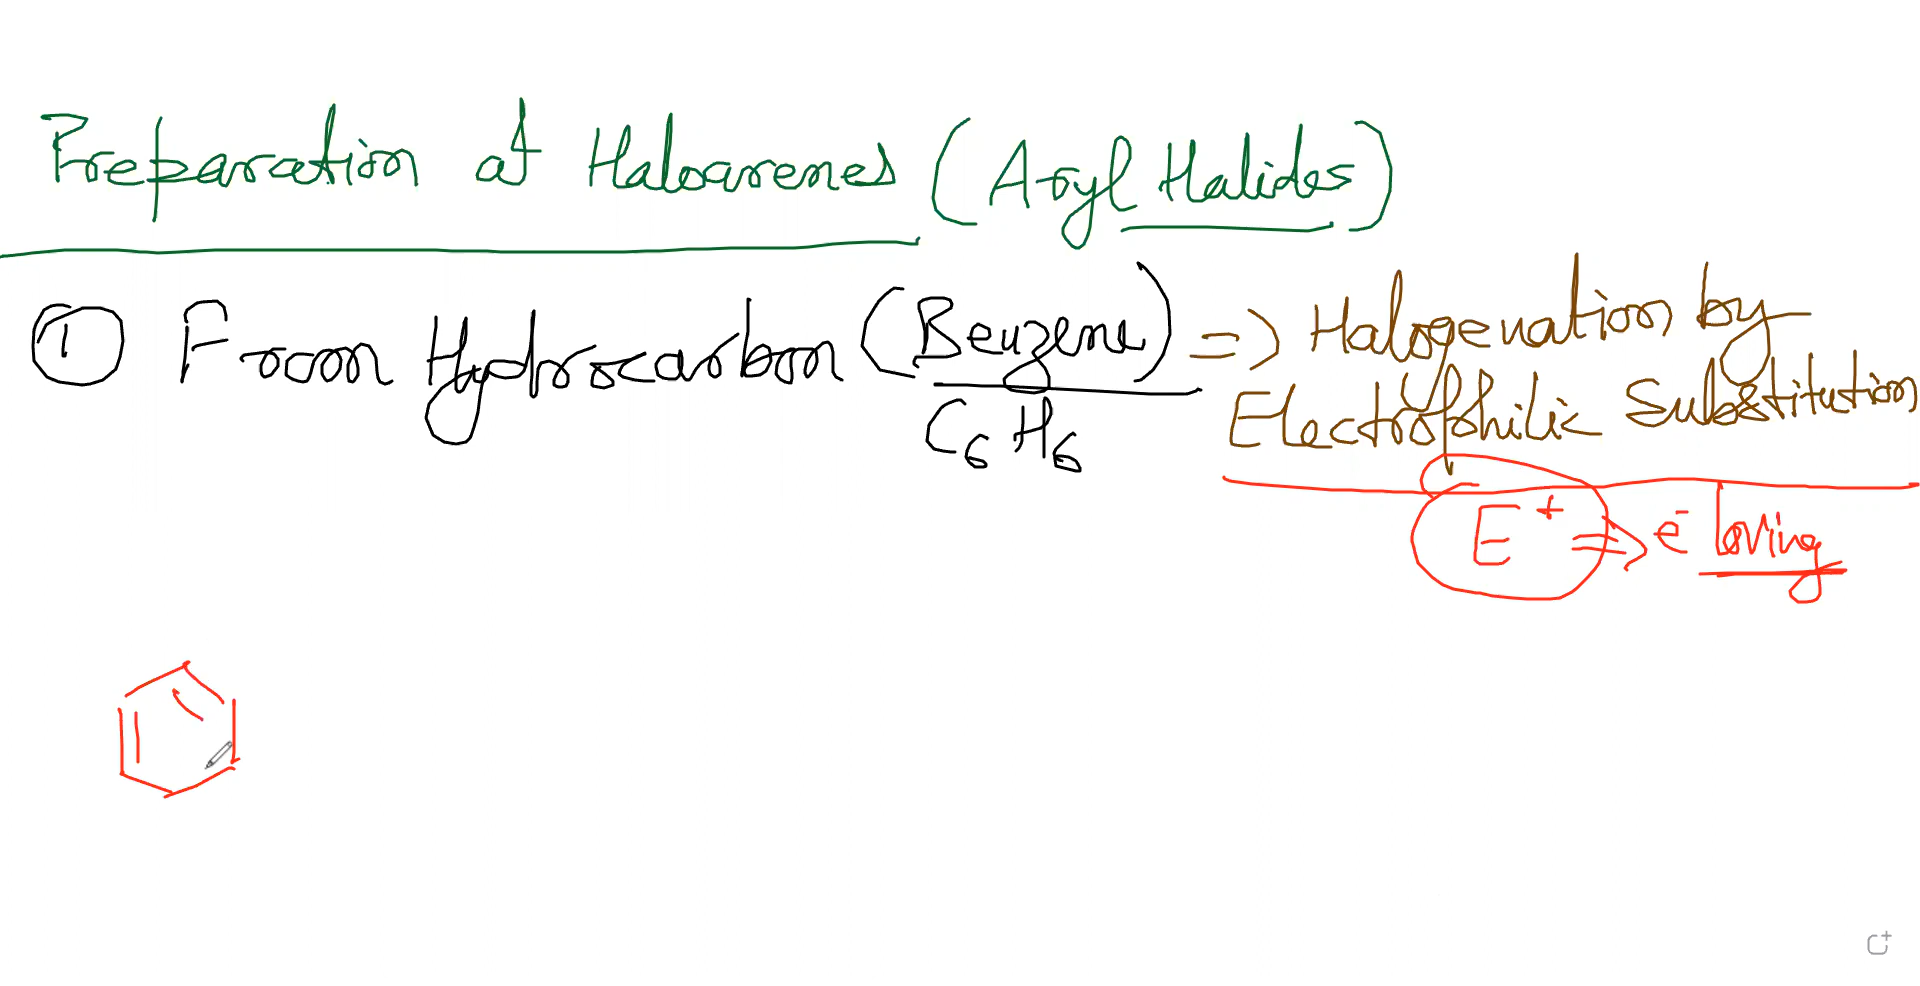 Preparation of Haloarenes (Aryl Halides)
① From Hydrocarbon (Benzene) => Halogenation by
Electrophilic Substitution
C6H6
E+ => e- loving